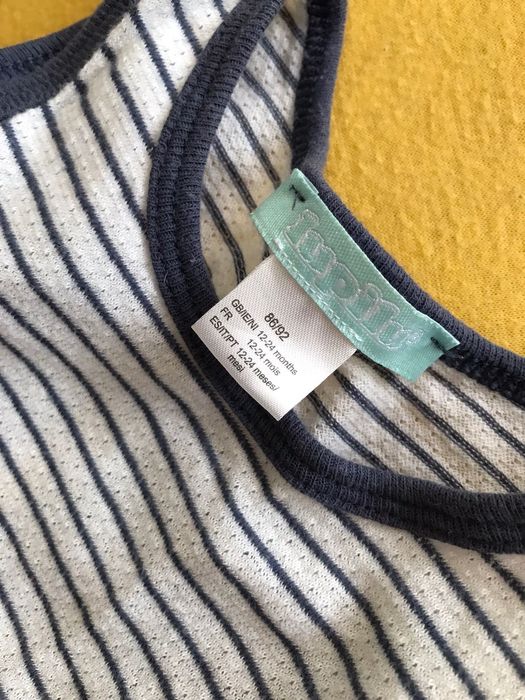 lupilu
86/92
GB/IE/NI 12-24 months
FR 12-24 mois
ES/IT/PT 12-24 meses/
mesi